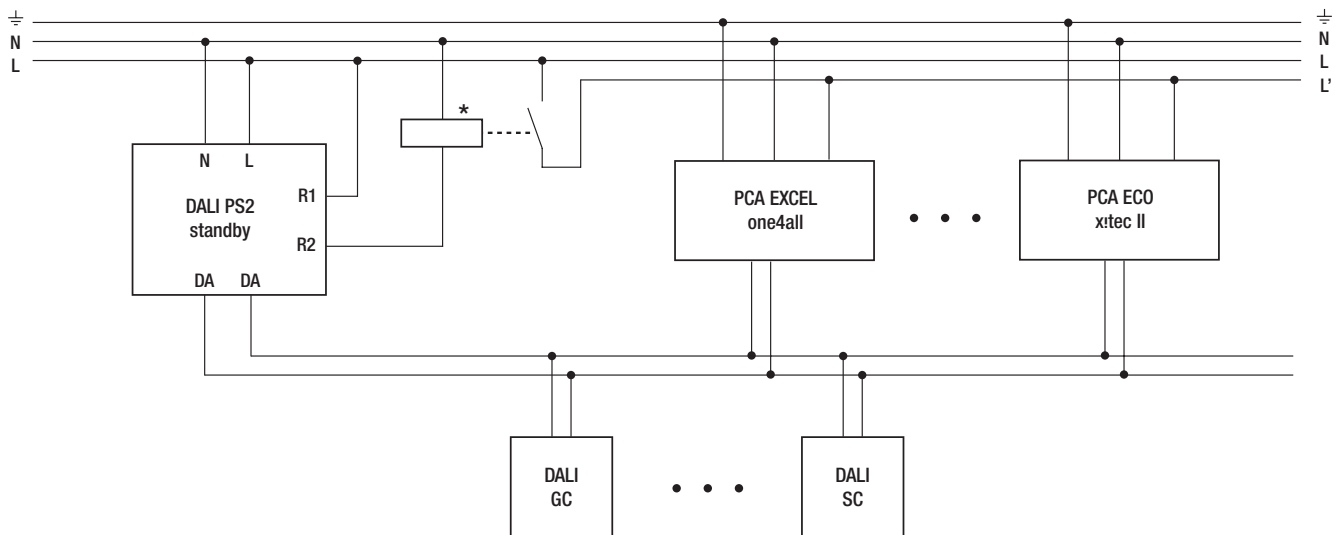 N
N
L
L
L'
*
N L
R1
DALI PS2
standby
R2
DA DA
PCA EXCEL
one4all
PCA ECO
x!tec II
DALI
GC
DALI
SC